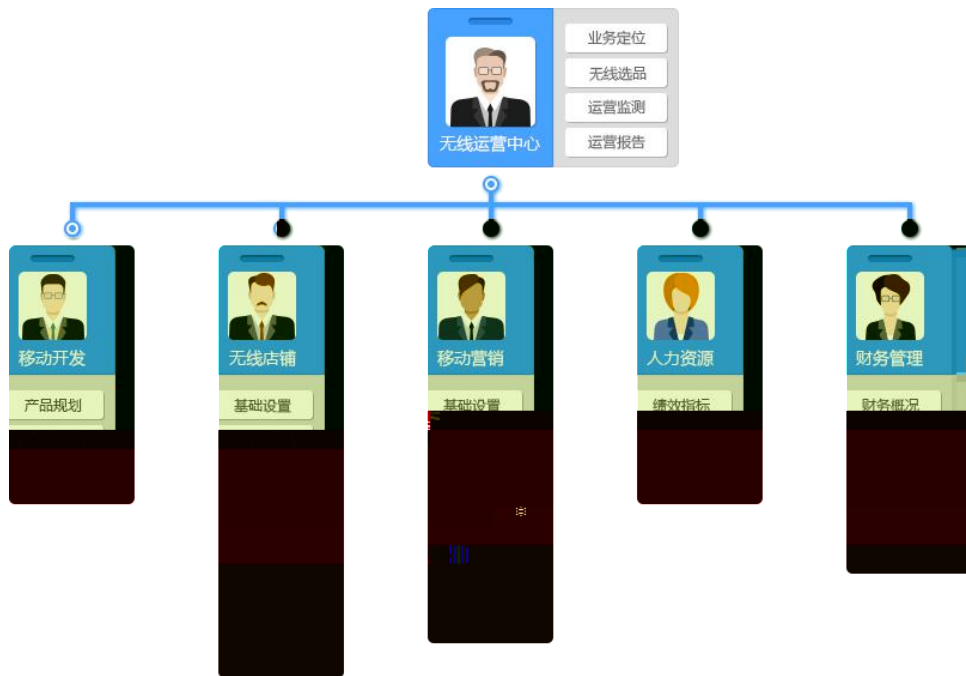 业务定位
无线选品
运营监测
运营报告
无线运营中心
移动开发
无线店铺
移动营销
人力资源
财务管理
产品规划
基础设置
基础设置
绩效指标
财务概况